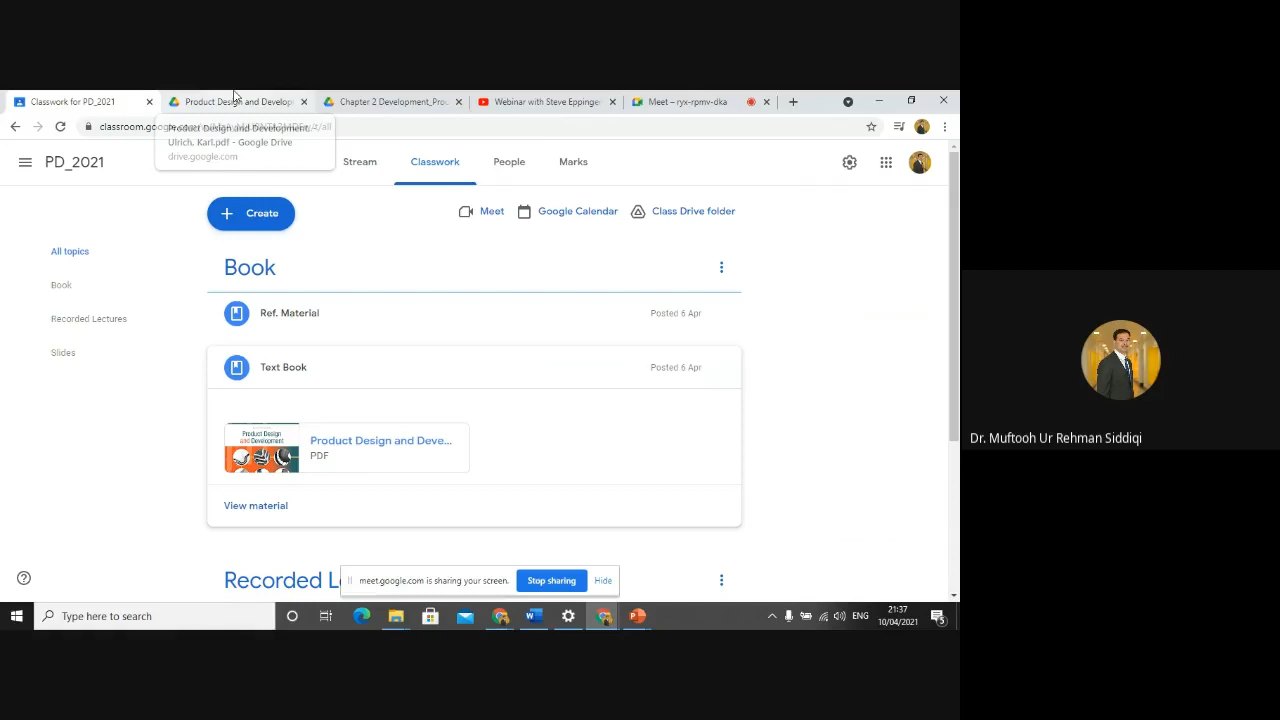 Classwork for PD_2021
Product Design and Develop
Chapter 2 Development_Pro
Webinar with Steve Eppinger
Meet – ryx-rpmv-dka
classroom.goog
t/all
Product Design and Development
Ulrich, Karl.pdf - Google Drive
drive.google.com
PD_2021
Stream
Classwork
People
Marks
Create
Meet
Google Calendar
Class Drive folder
All topics
Book
Recorded Lectures
Slides
Book
Ref. Material
Posted 6 Apr
Text Book
Posted 6 Apr
Product Design and Development
Product Design and Deve...
PDF
View material
Recorded L
meet.google.com is sharing your screen.
Stop sharing
Hide
Type here to search
ENG
21:37
10/04/2021
5
Dr. Muftooh Ur Rehman Siddiqi